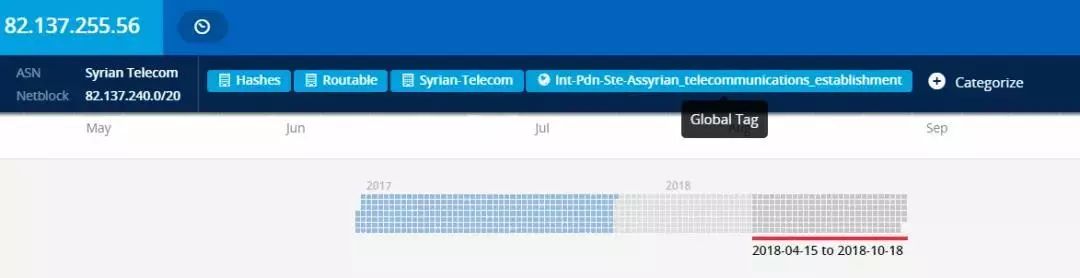 82.137.255.56
ASN Syrian Telecom
Netblock 82.137.240.0/20
Hashes Routable Syrian-Telecom Int-Pdn-Ste-Assyrian_telecommunications_establishment Categorize
Global Tag
May Jun Jul Sep
2017 2018
2018-04-15 to 2018-10-18